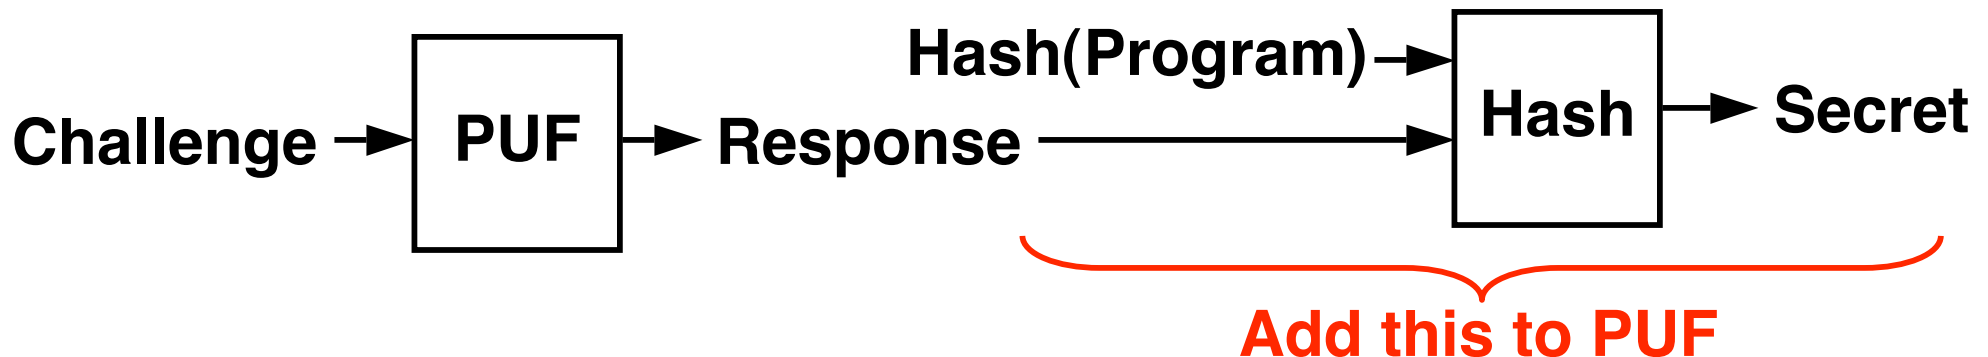 Challenge
PUF
Response
Hash(Program)
Hash
Secret
Add this to PUF